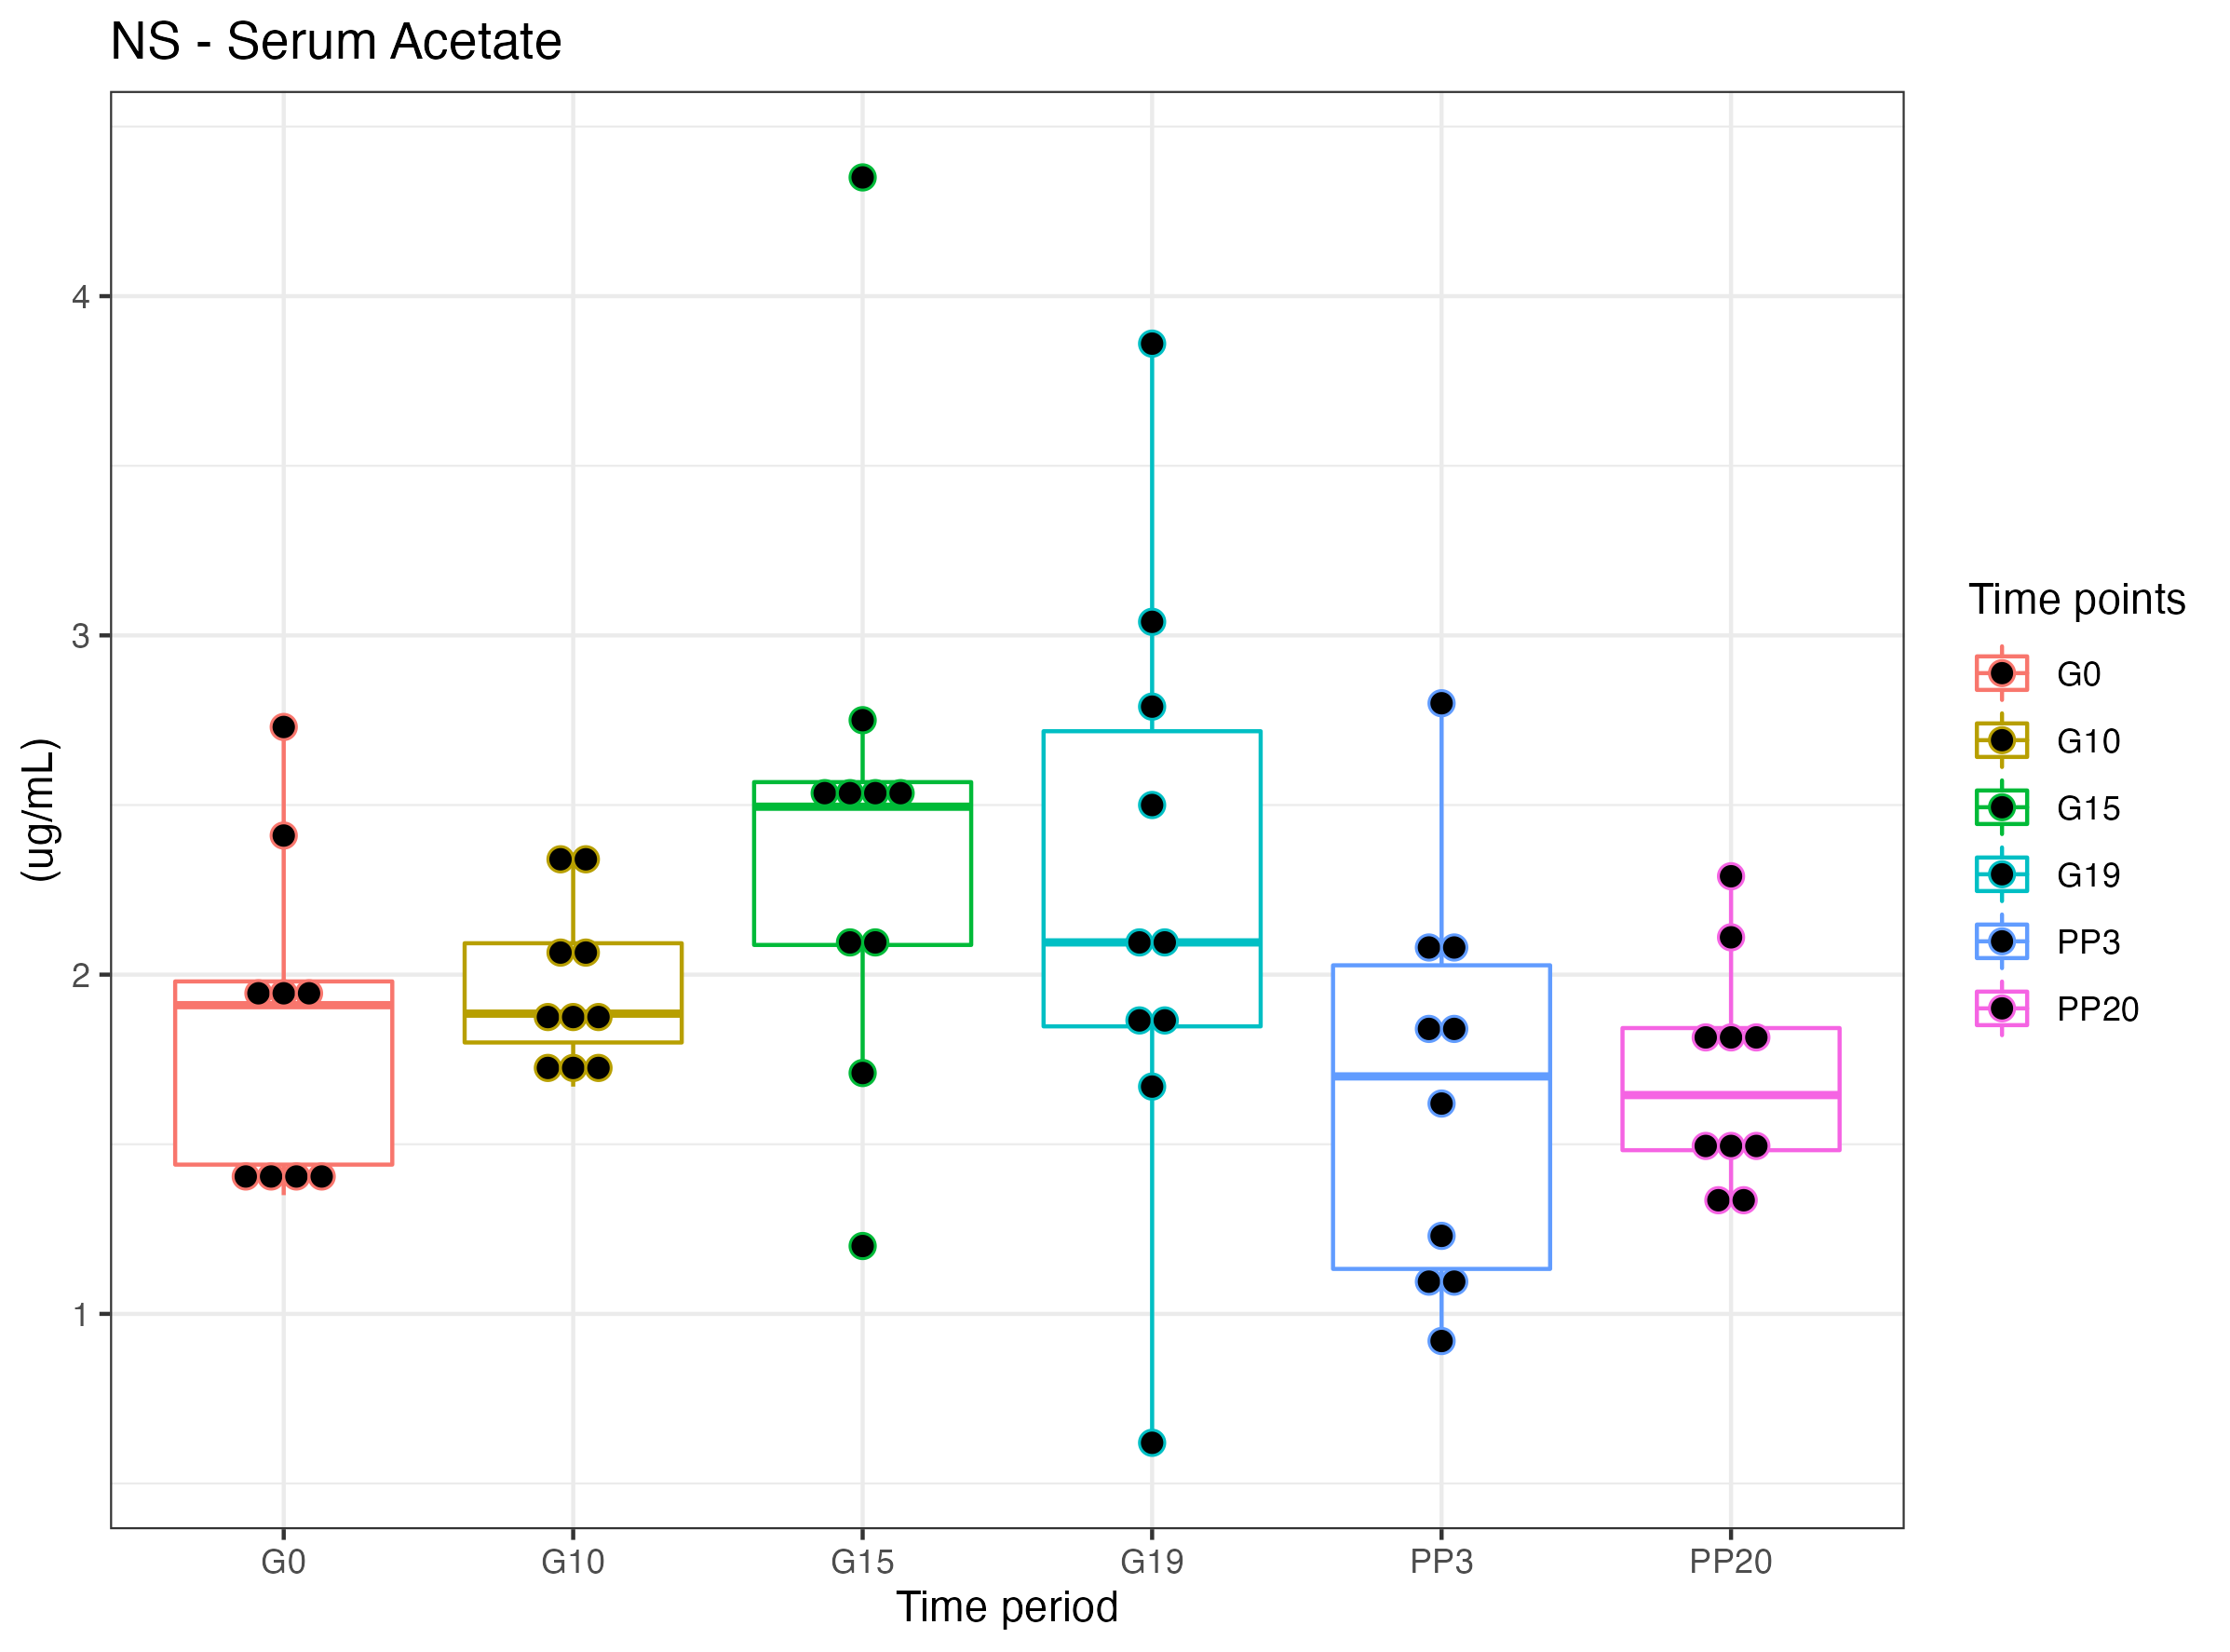 NS - Serum Acetate
4
3
2
1
(ug/mL)
G0 G10 G15 G19 PP3 PP20
Time period
Time points
G0
G10
G15
G19
PP3
PP20